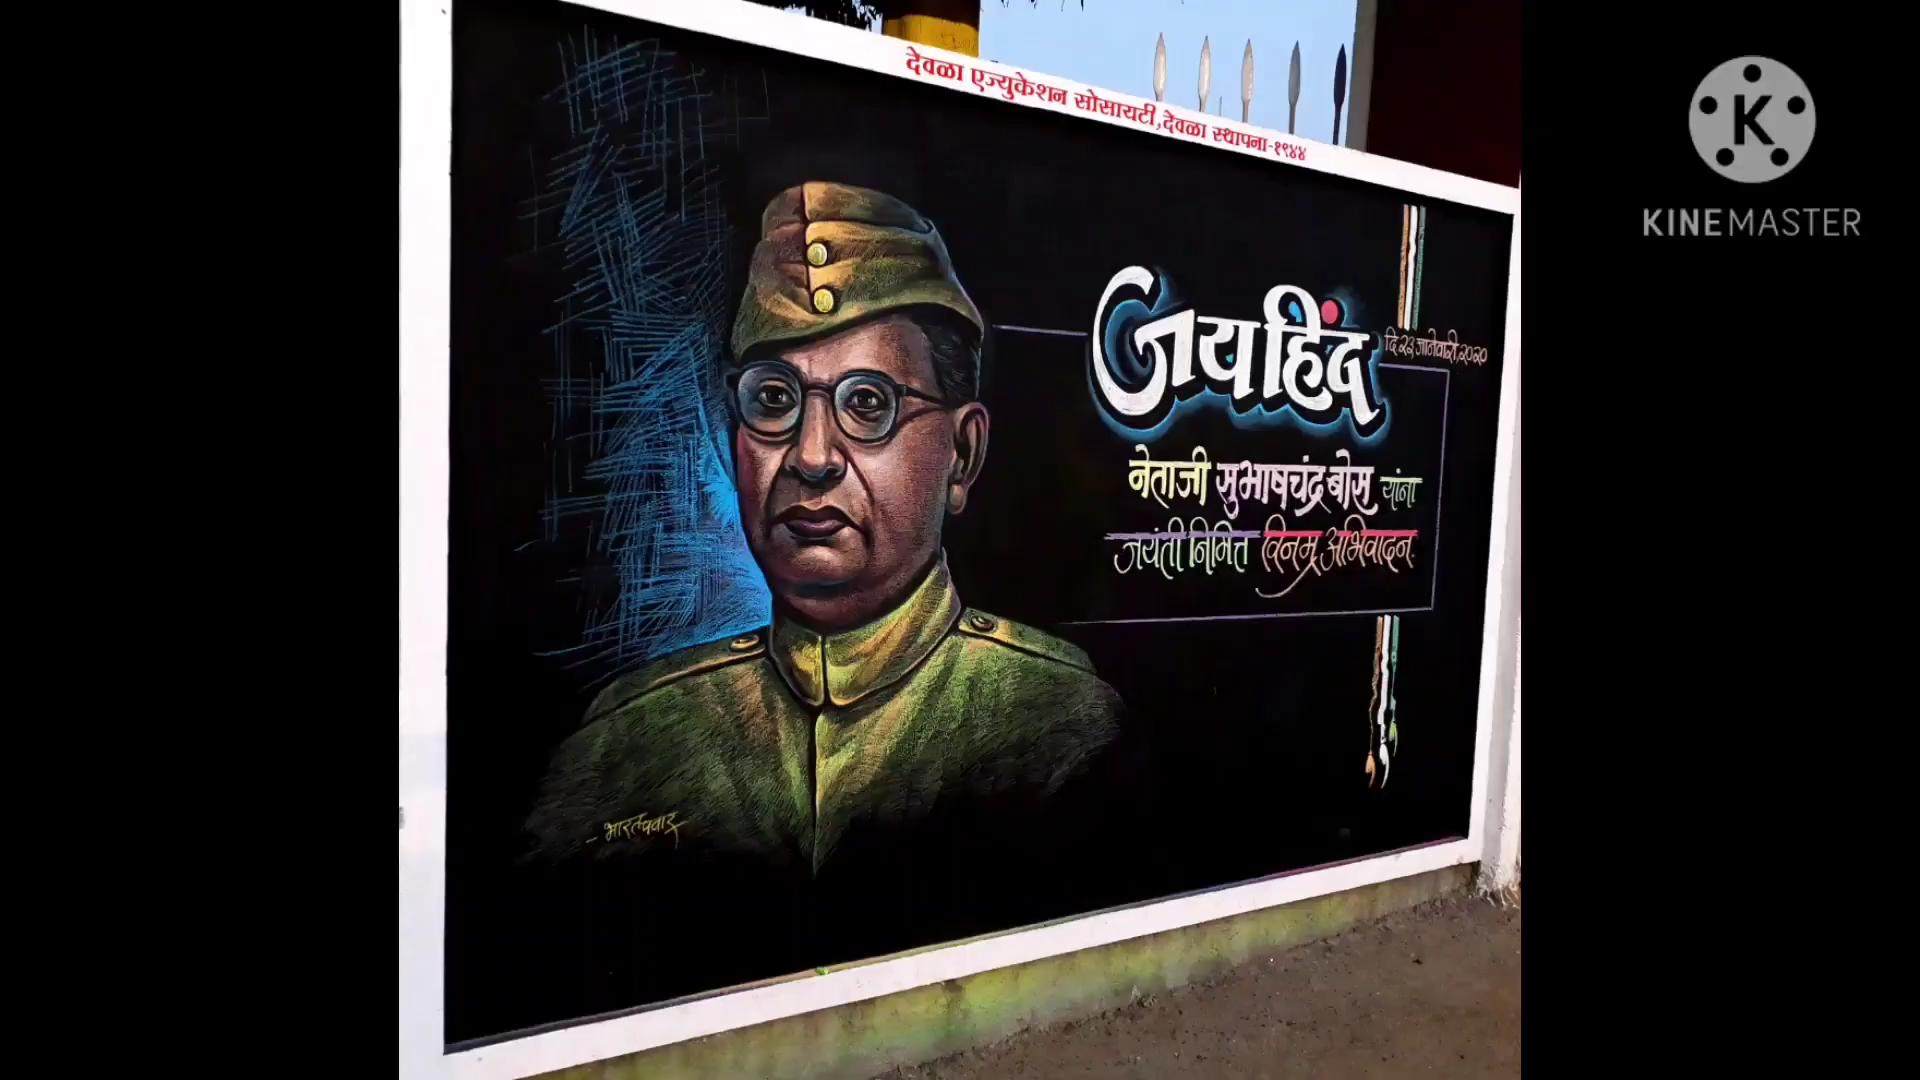 देवळा एज्युकेशन सोसायटी,देवळा स्थापना-१९४४
KINEMASTER
जय हिंद
दि.२३ जानेवारी,२०२०
नेताजी सुभाषचंद्र बोस यांना
जयंती निमित्त विनम्र अभिवादन.